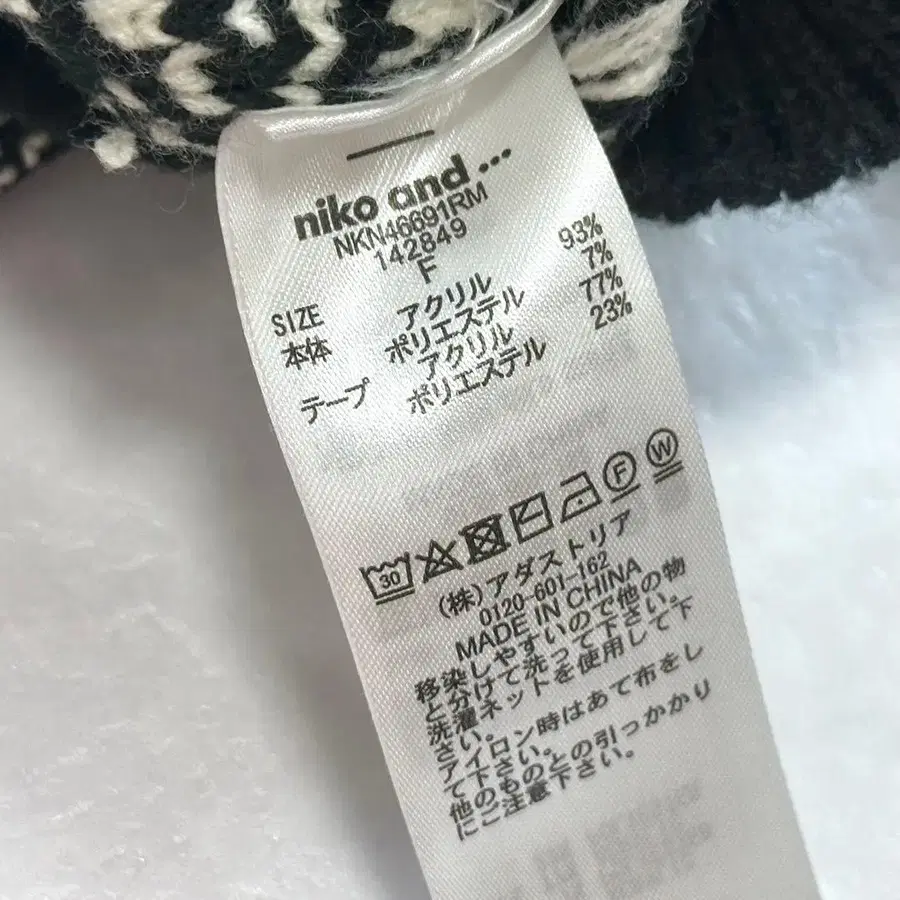 niko and ...
NKN46691RM
142849
SIZE F
本体 アクリル 93%
ポリエステル 7%
テープ アクリル 77%
ポリエステル 23%
30
F
W
(株)アダストリア
0120-601-162
MADE IN CHINA
移染しやすいので他の物
と分けて洗って下さい。
洗濯ネットを使用して下
さい。
アイロン時はあて布をし
て下さい。
他のものとの引っかかり
にご注意下さい。